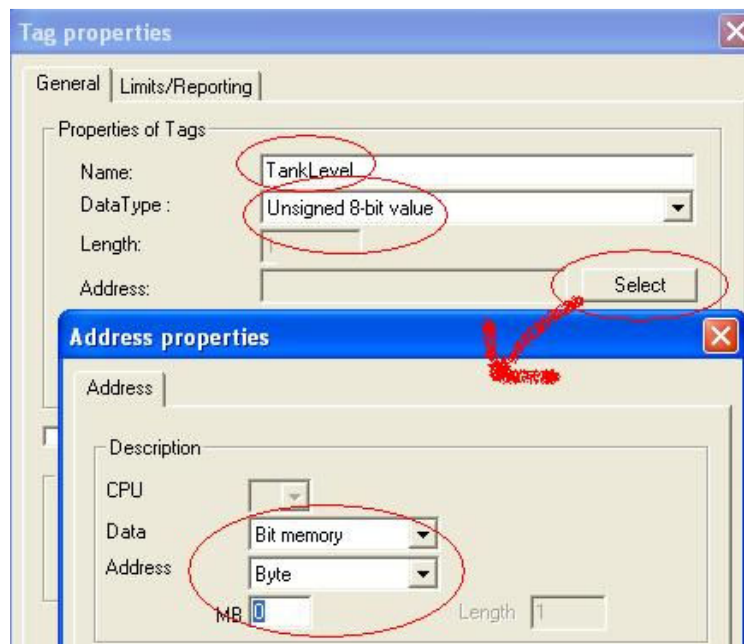 Tag properties
General Limits/Reporting
Properties of Tags
Name: TankLevel
DataType : Unsigned 8-bit value
Length:
Address: Select
Address properties
Address
Description
CPU
Data Bit memory
Address Byte
MB 0 Length 1